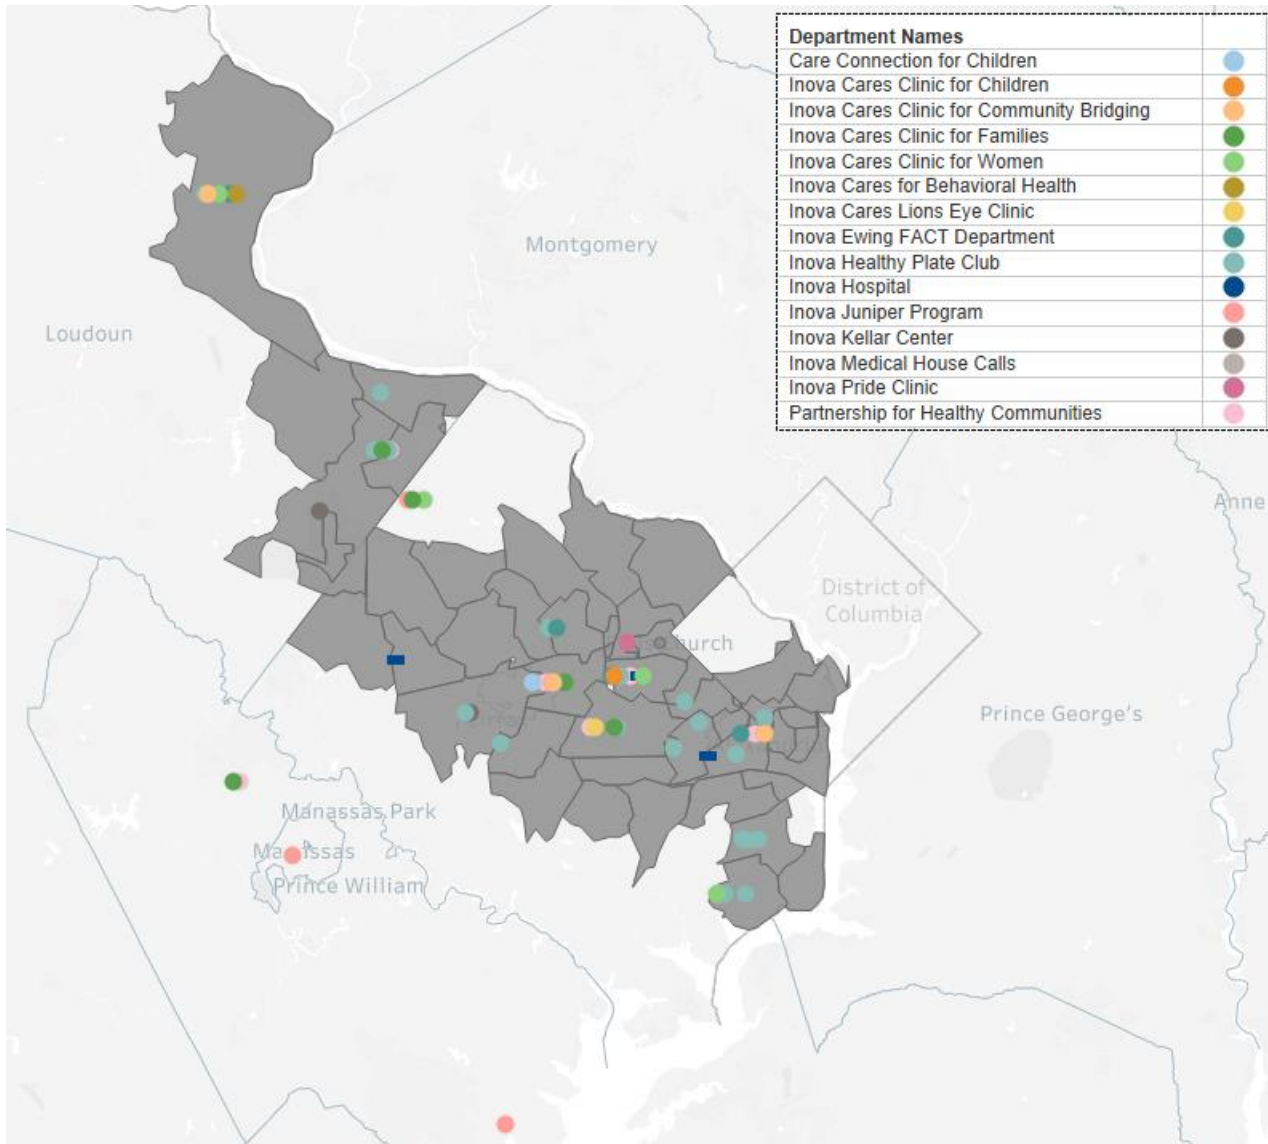 Department Names
Care Connection for Children
Inova Cares Clinic for Children
Inova Cares Clinic for Community Bridging
Inova Cares Clinic for Families
Inova Cares Clinic for Women
Inova Cares for Behavioral Health
Inova Cares Lions Eye Clinic
Inova Ewing FACT Department
Inova Healthy Plate Club
Inova Hospital
Inova Juniper Program
Inova Kellar Center
Inova Medical House Calls
Inova Pride Clinic
Partnership for Healthy Communities
Montgomery
Loudoun
Anne
District of
Columbia
Prince George's
Manassas Park
Prince William